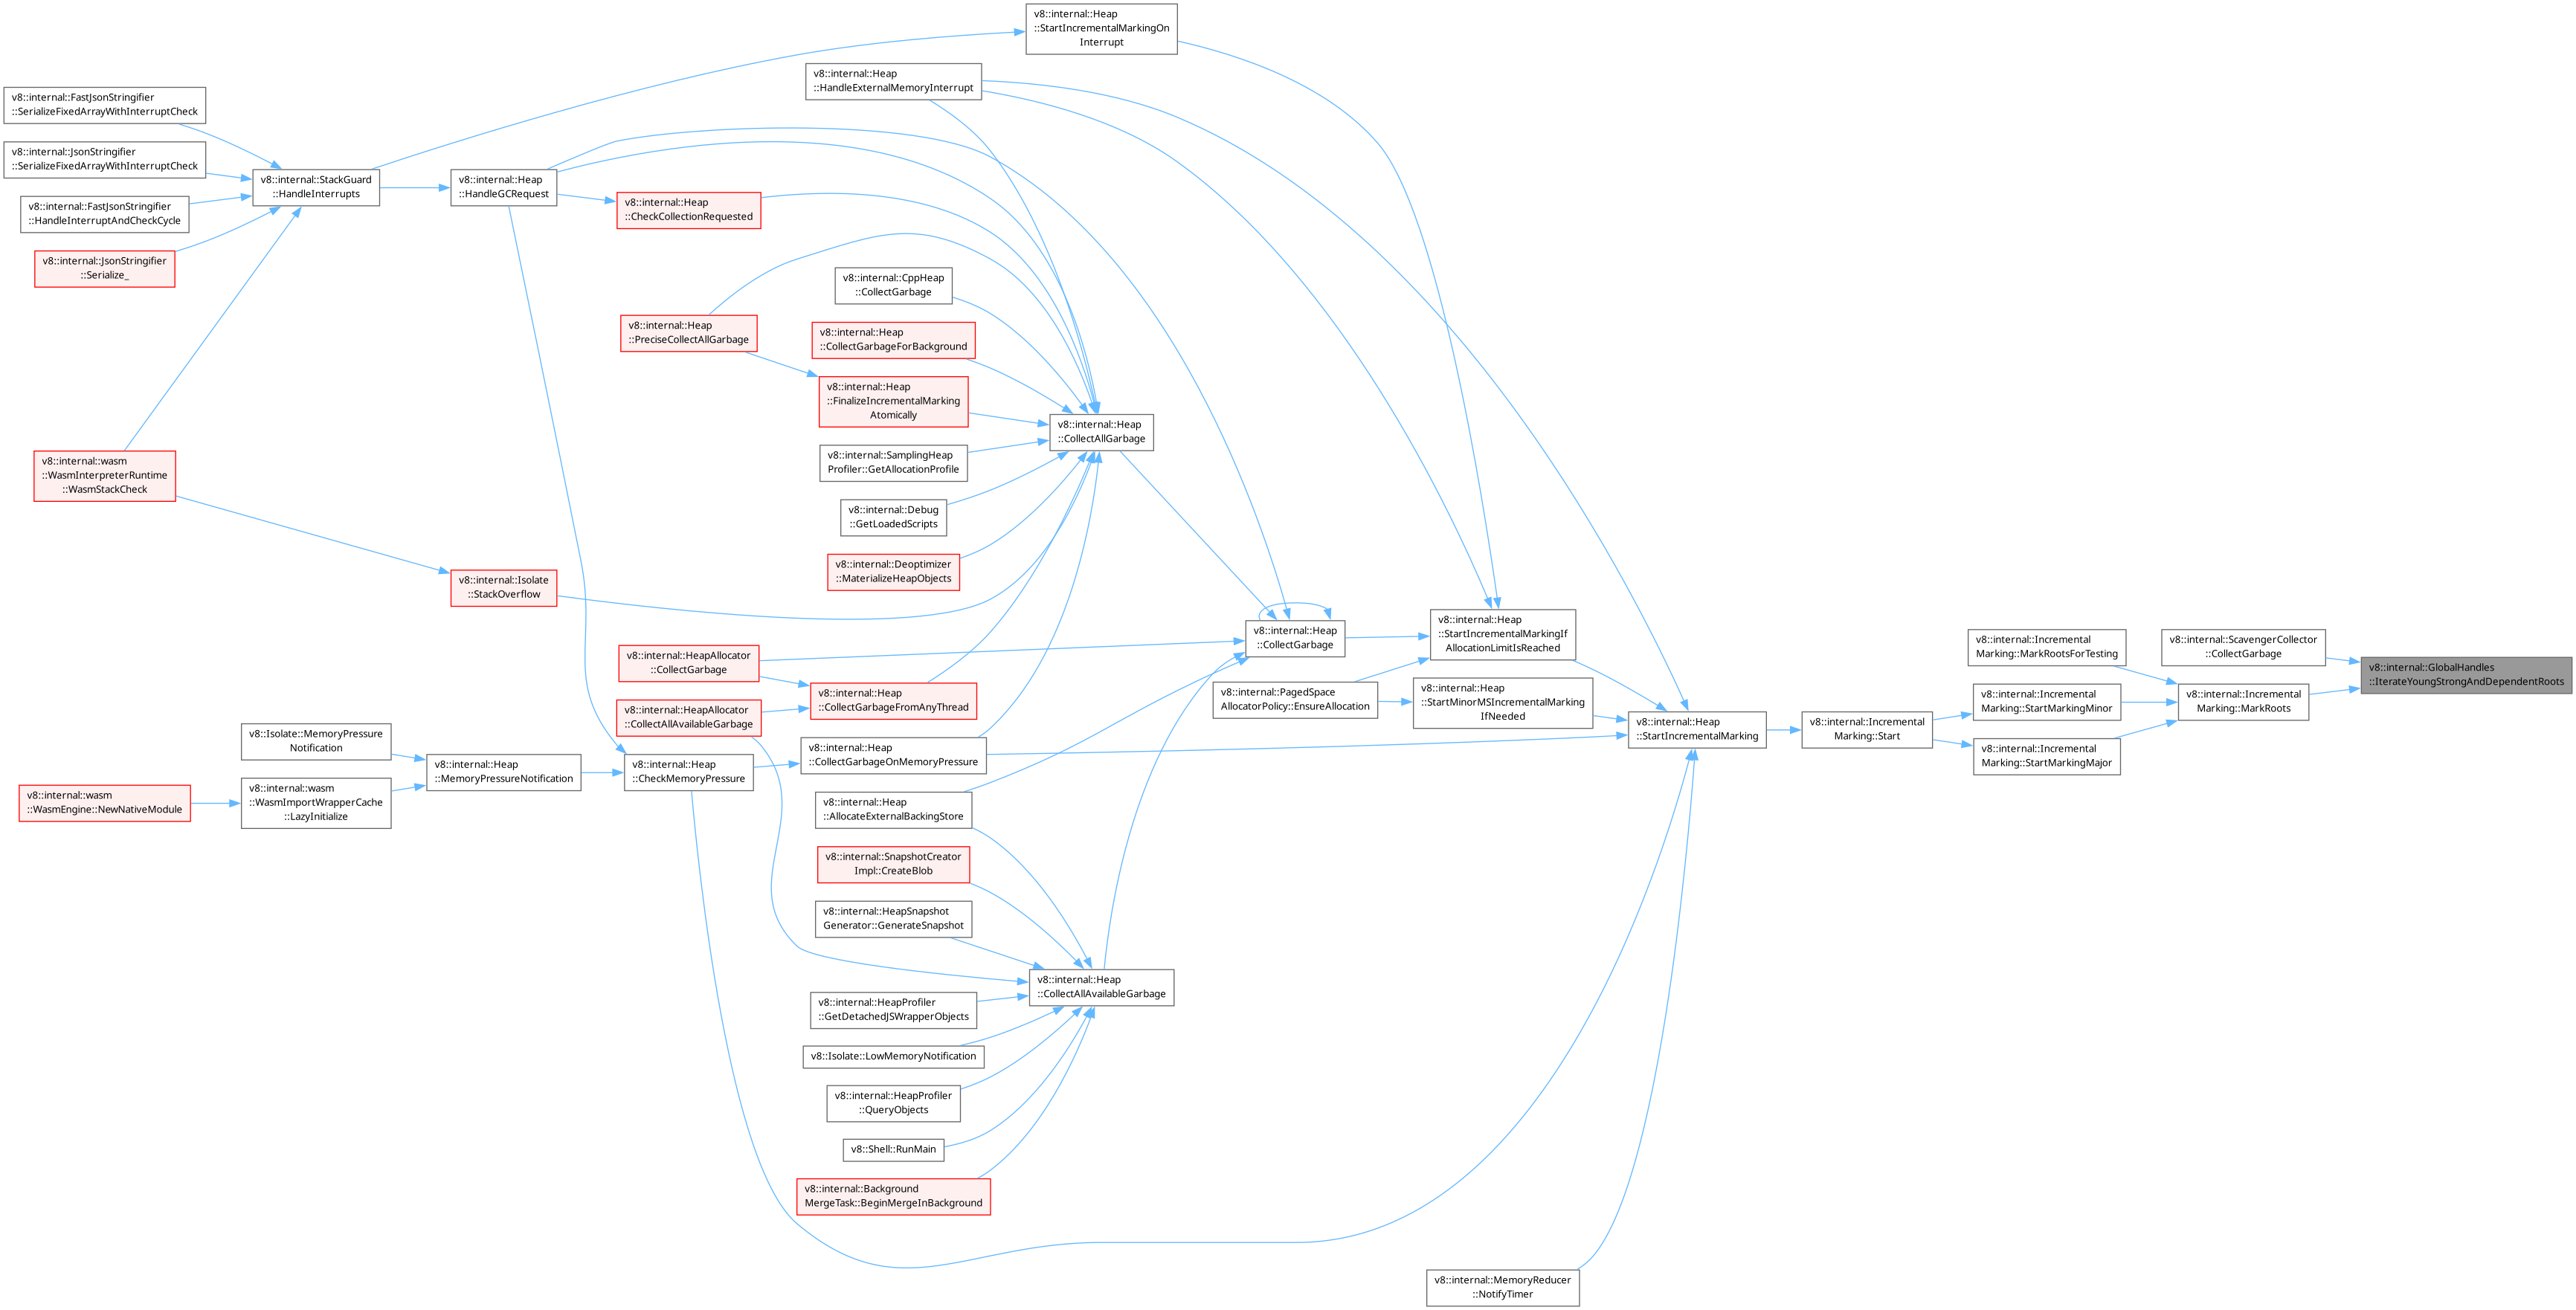 v8::internal::Heap
::StartIncrementalMarkingOn
Interrupt
v8::internal::Heap
::HandleExternalMemoryInterrupt
v8::internal::FastJsonStringifier
::SerializeFixedArrayWithInterruptCheck
v8::internal::JsonStringifier
::SerializeFixedArrayWithInterruptCheck
v8::internal::StackGuard
::HandleInterrupts
v8::internal::Heap
::HandleGCRequest
v8::internal::Heap
::CheckCollectionRequested
v8::internal::FastJsonStringifier
::HandleInterruptAndCheckCycle
v8::internal::JsonStringifier
::Serialize_
v8::internal::CppHeap
::CollectGarbage
v8::internal::Heap
::PreciseCollectAllGarbage
v8::internal::Heap
::CollectGarbageForBackground
v8::internal::Heap
::FinalizeIncrementalMarking
Atomically
v8::internal::Heap
::CollectAllGarbage
v8::internal::SamplingHeap
Profiler::GetAllocationProfile
v8::internal::wasm
::WasmInterpreterRuntime
::WasmStackCheck
v8::internal::Debug
::GetLoadedScripts
v8::internal::Deoptimizer
::MaterializeHeapObjects
v8::internal::Isolate
::StackOverflow
v8::internal::Heap
::CollectGarbage
v8::internal::Heap
::StartIncrementalMarkingIf
AllocationLimitIsReached
v8::internal::Incremental
Marking::MarkRootsForTesting
v8::internal::ScavengerCollector
::CollectGarbage
v8::internal::GlobalHandles
::IterateYoungStrongAndDependentRoots
v8::internal::HeapAllocator
::CollectGarbage
v8::internal::Heap
::CollectGarbageFromAnyThread
v8::internal::PagedSpace
AllocatorPolicy::EnsureAllocation
v8::internal::Heap
::StartMinorMSIncrementalMarking
IfNeeded
v8::internal::Incremental
Marking::StartMarkingMinor
v8::internal::Incremental
Marking::MarkRoots
v8::internal::HeapAllocator
::CollectAllAvailableGarbage
v8::internal::Heap
::StartIncrementalMarking
v8::internal::Incremental
Marking::Start
v8::internal::Incremental
Marking::StartMarkingMajor
v8::Isolate::MemoryPressure
Notification
v8::internal::Heap
::MemoryPressureNotification
v8::internal::Heap
::CheckMemoryPressure
v8::internal::Heap
::CollectGarbageOnMemoryPressure
v8::internal::wasm
::WasmEngine::NewNativeModule
v8::internal::wasm
::WasmImportWrapperCache
::LazyInitialize
v8::internal::Heap
::AllocateExternalBackingStore
v8::internal::SnapshotCreator
Impl::CreateBlob
v8::internal::HeapSnapshot
Generator::GenerateSnapshot
v8::internal::Heap
::CollectAllAvailableGarbage
v8::internal::HeapProfiler
::GetDetachedJSWrapperObjects
v8::Isolate::LowMemoryNotification
v8::internal::HeapProfiler
::QueryObjects
v8::Shell::RunMain
v8::internal::Background
MergeTask::BeginMergeInBackground
v8::internal::MemoryReducer
::NotifyTimer